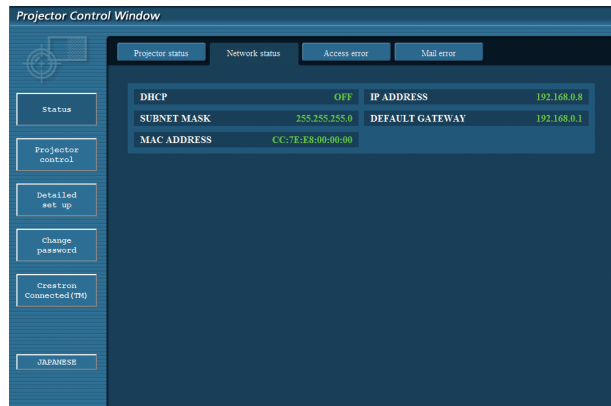 Projector Control Window
Projector status Network status Access error Mail error
Status
Projector
control
Detailed
set up
Change
password
Crestron
Connected(TM)
JAPANESE
DHCP OFF IP ADDRESS 192.168.0.8
SUBNET MASK 255.255.255.0 DEFAULT GATEWAY 192.168.0.1
MAC ADDRESS CC:7E:E8:00:00:00